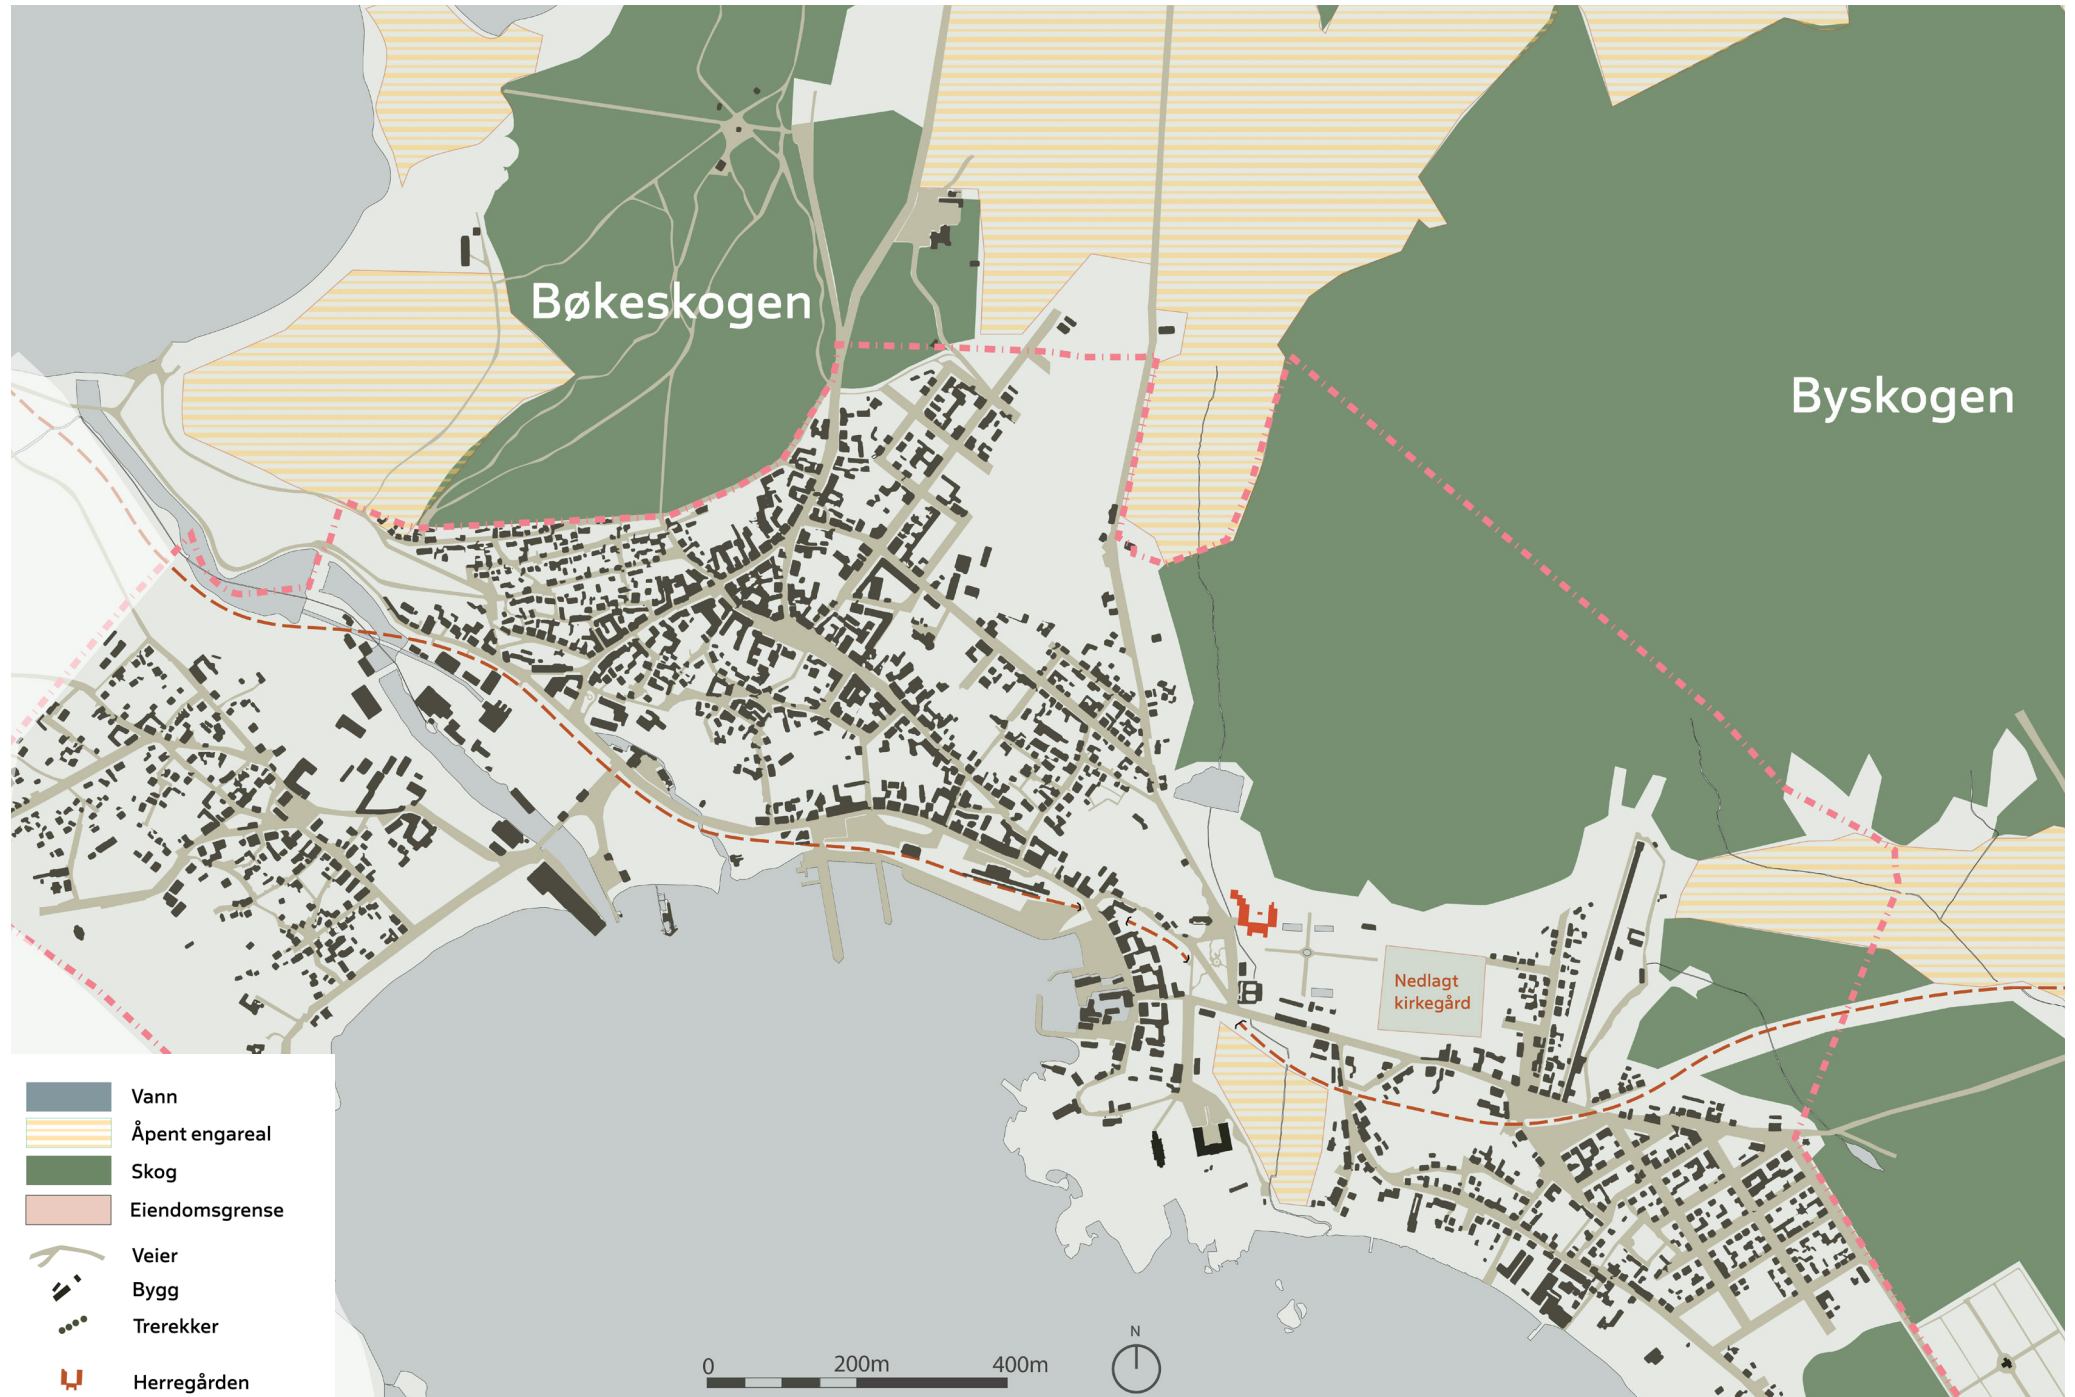 Bøkeskogen
Byskogen
Nedlagt
kirkegård
Vann
Åpent engareal
Skog
Eiendomsgrense
Veier
Bygg
Trerekker
Herregården
0 200m 400m
N